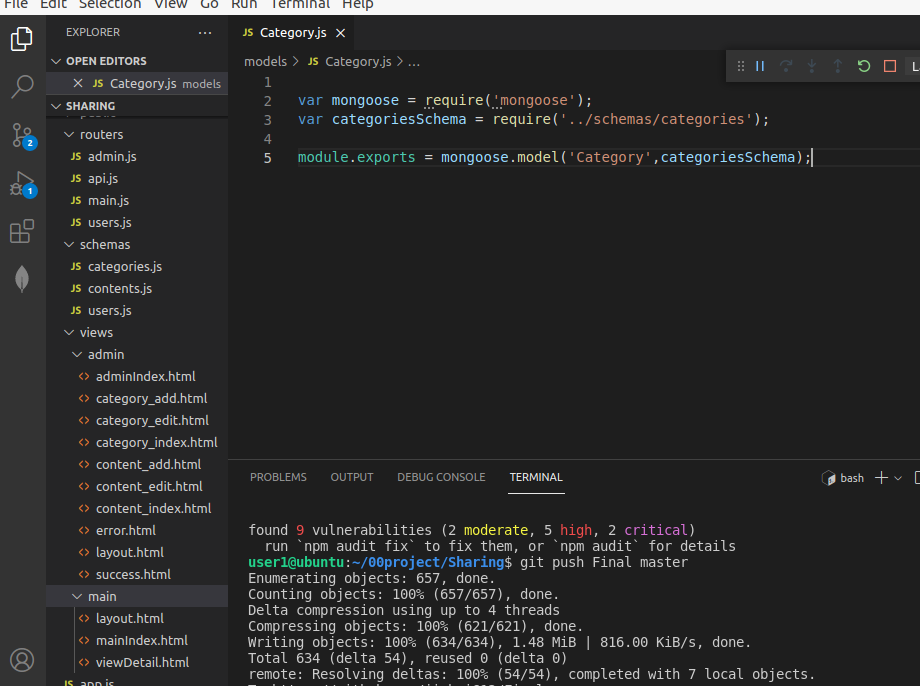 File Edit Selection View Go Run Terminal Help
EXPLORER
OPEN EDITORS
JS Category.js models
SHARING
routers
JS admin.js
JS api.js
JS main.js
JS users.js
schemas
JS categories.js
JS contents.js
JS users.js
views
admin
<> adminIndex.html
<> category_add.html
<> category_edit.html
<> category_index.html
<> content_add.html
<> content_edit.html
<> content_index.html
<> error.html
<> layout.html
<> success.html
main
<> layout.html
<> mainIndex.html
<> viewDetail.html
JS app.js
2
1
JS Category.js
models > JS Category.js > ...
1
2 var mongoose = require('mongoose');
3 var categoriesSchema = require('../schemas/categories');
4
5 module.exports = mongoose.model('Category',categoriesSchema);
PROBLEMS OUTPUT DEBUG CONSOLE TERMINAL
bash
found 9 vulnerabilities (2 moderate, 5 high, 2 critical)
run `npm audit fix` to fix them, or `npm audit` for details
user1@ubuntu:~/00project/Sharing$ git push Final master
Enumerating objects: 657, done.
Counting objects: 100% (657/657), done.
Delta compression using up to 4 threads
Compressing objects: 100% (621/621), done.
Writing objects: 100% (634/634), 1.48 MiB | 816.00 KiB/s, done.
Total 634 (delta 54), reused 0 (delta 0)
remote: Resolving deltas: 100% (54/54), completed with 7 local objects.